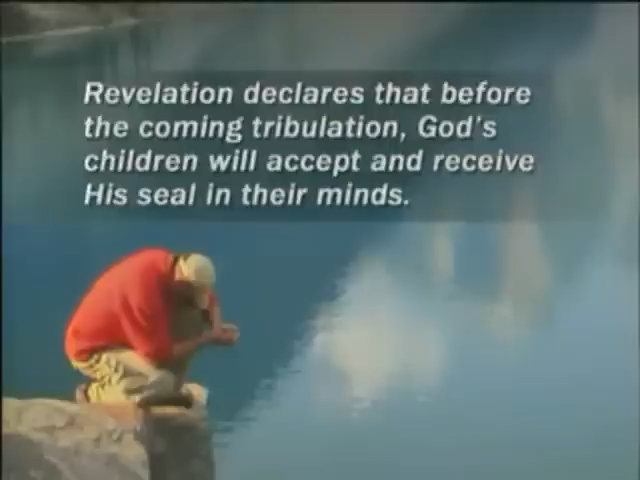 Revelation declares that before
the coming tribulation, God's
children will accept and receive
His seal in their minds.